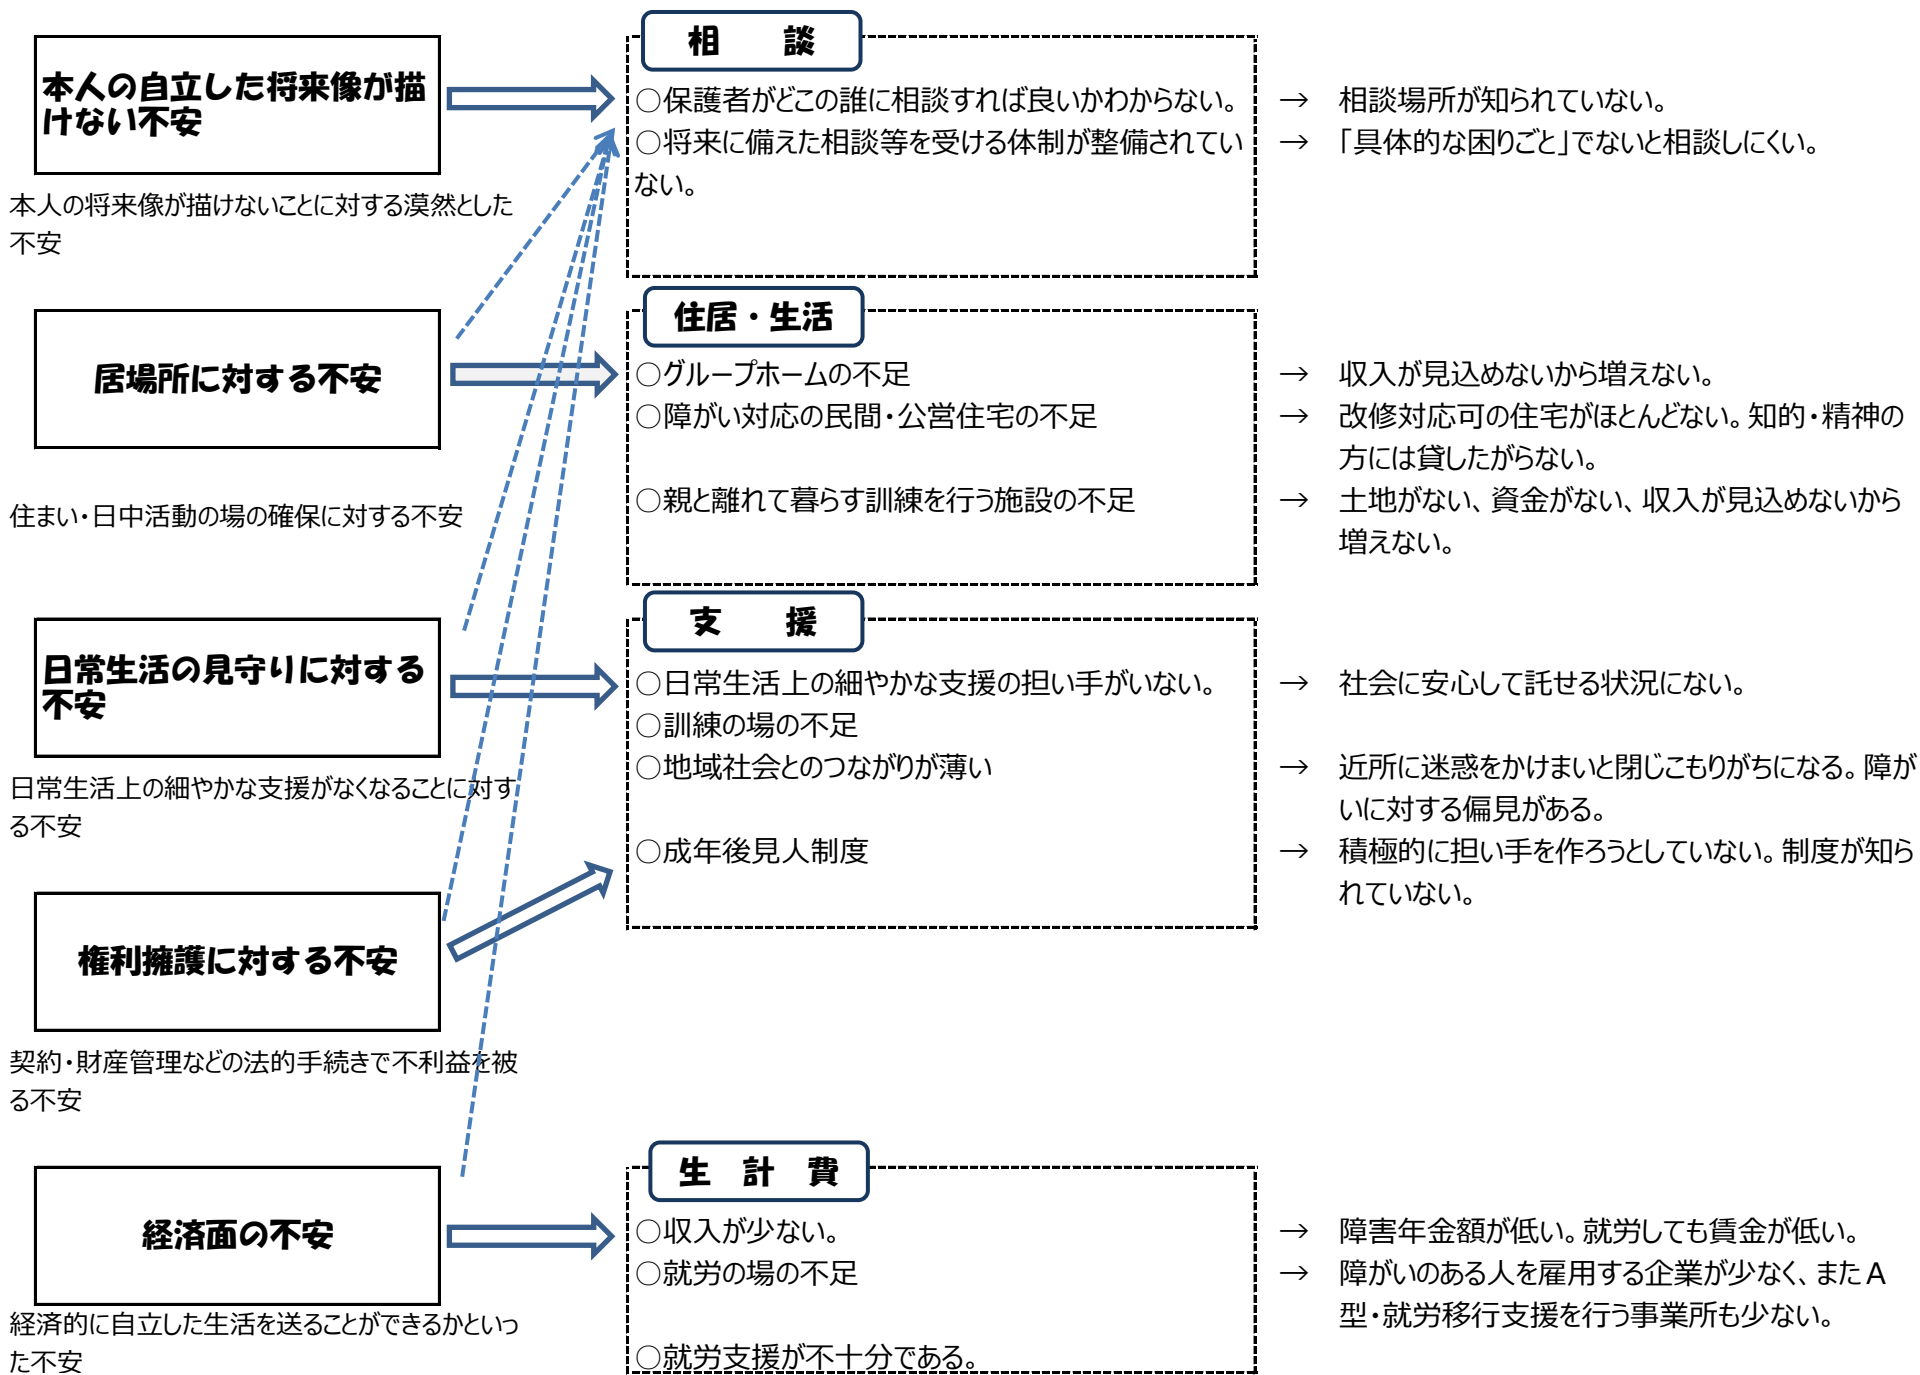 本人の自立した将来像が描
けない不安
本人の将来像が描けないことに対する漠然とした
不安
相　談
○保護者がどこの誰に相談すれば良いかわからない。
→ 相談場所が知られていない。
○将来に備えた相談等を受ける体制が整備されてい
ない。
→ 「具体的な困りごと」でないと相談しにくい。
居場所に対する不安
住まい・日中活動の場の確保に対する不安
住居・生活
○グループホームの不足
→ 収入が見込めないから増えない。
○障がい対応の民間・公営住宅の不足
→ 改修対応可の住宅がほとんどない。知的・精神の
方には貸したがらない。
○親と離れて暮らす訓練を行う施設の不足
→ 土地がない、資金がない、収入が見込めないから
増えない。
日常生活の見守りに対する
不安
日常生活上の細やかな支援がなくなることに対す
る不安
支　援
○日常生活上の細やかな支援の担い手がいない。
→ 社会に安心して託せる状況にない。
○訓練の場の不足
○地域社会とのつながりが薄い
→ 近所に迷惑をかけまいと閉じこもりがちになる。障が
いに対する偏見がある。
○成年後見人制度
→ 積極的に担い手を作ろうとしていない。制度が知ら
れていない。
権利擁護に対する不安
契約・財産管理などの法的手続きで不利益を被
る不安
経済面の不安
経済的に自立した生活を送ることができるかといっ
た不安
生　計　費
○収入が少ない。
→ 障害年金額が低い。就労しても賃金が低い。
○就労の場の不足
→ 障がいのある人を雇用する企業が少なく、またA
型・就労移行支援を行う事業所も少ない。
○就労支援が不十分である。